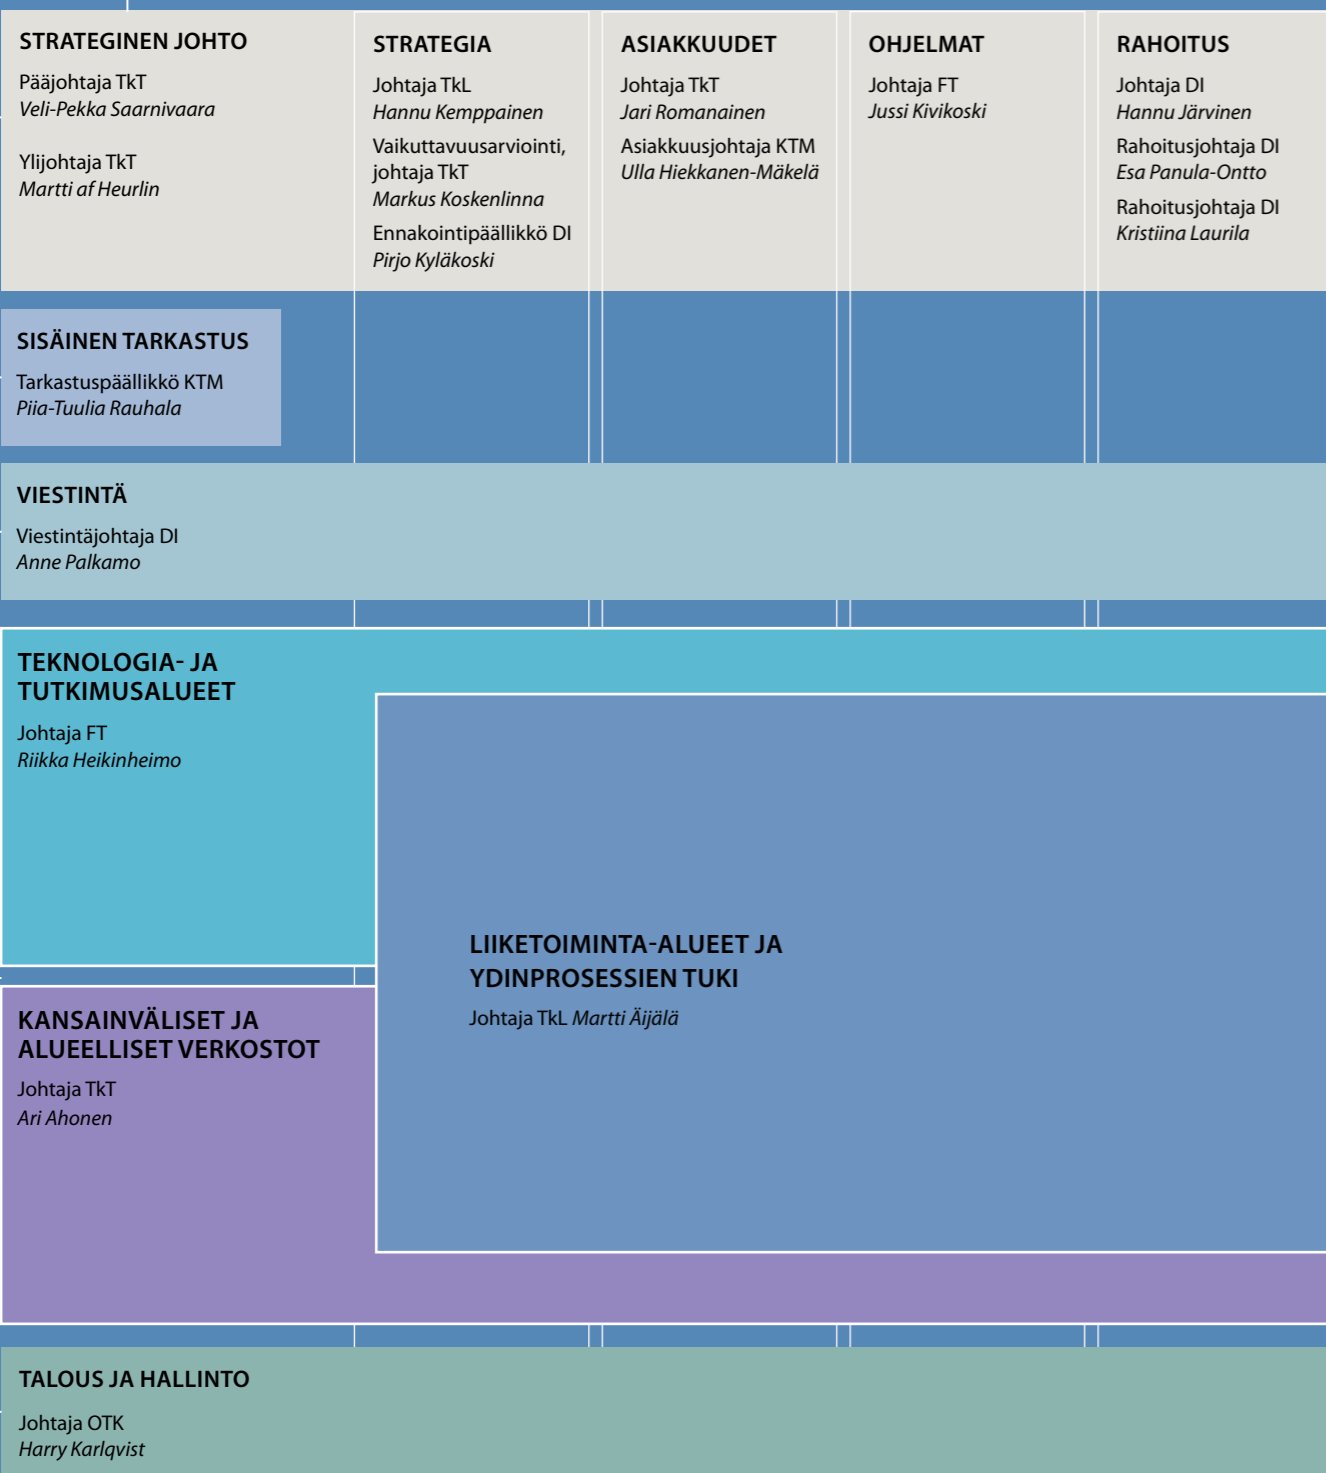 STRATEGINEN JOHTO
Pääjohtaja TkT
Veli-Pekka Saarnivaara
Ylijohtaja TkT
Martti af Heurlin
STRATEGIA
Johtaja TkL
Hannu Kemppainen
Vaikuttavuusarviointi,
johtaja TkT
Markus Koskenlinna
Ennakointipäällikkö DI
Pirjo Kyläkoski
ASIAKKUUDET
Johtaja TkT
Jari Romanainen
Asiakkuusjohtaja KTM
Ulla Hiekkanen-Mäkelä
OHJELMAT
Johtaja FT
Jussi Kivikoski
RAHOITUS
Johtaja DI
Hannu Järvinen
Rahoitusjohtaja DI
Esa Panula-Ontto
Rahoitusjohtaja DI
Kristiina Laurila
SISÄINEN TARKASTUS
Tarkastuspäällikkö KTM
Piia-Tuulia Rauhala
VIESTINTÄ
Viestintäjohtaja DI
Anne Palkamo
TEKNOLOGIA- JA
TUTKIMUSALUEET
Johtaja FT
Riikka Heikinheimo
LIIKETOIMINTA-ALUEET JA
YDINPROSESSIEN TUKI
Johtaja TkL Martti Äijälä
KANSAINVÄLISET JA
ALUEELLISET VERKOSTOT
Johtaja TkT
Ari Ahonen
TALOUS JA HALLINTO
Johtaja OTK
Harry Karlqvist